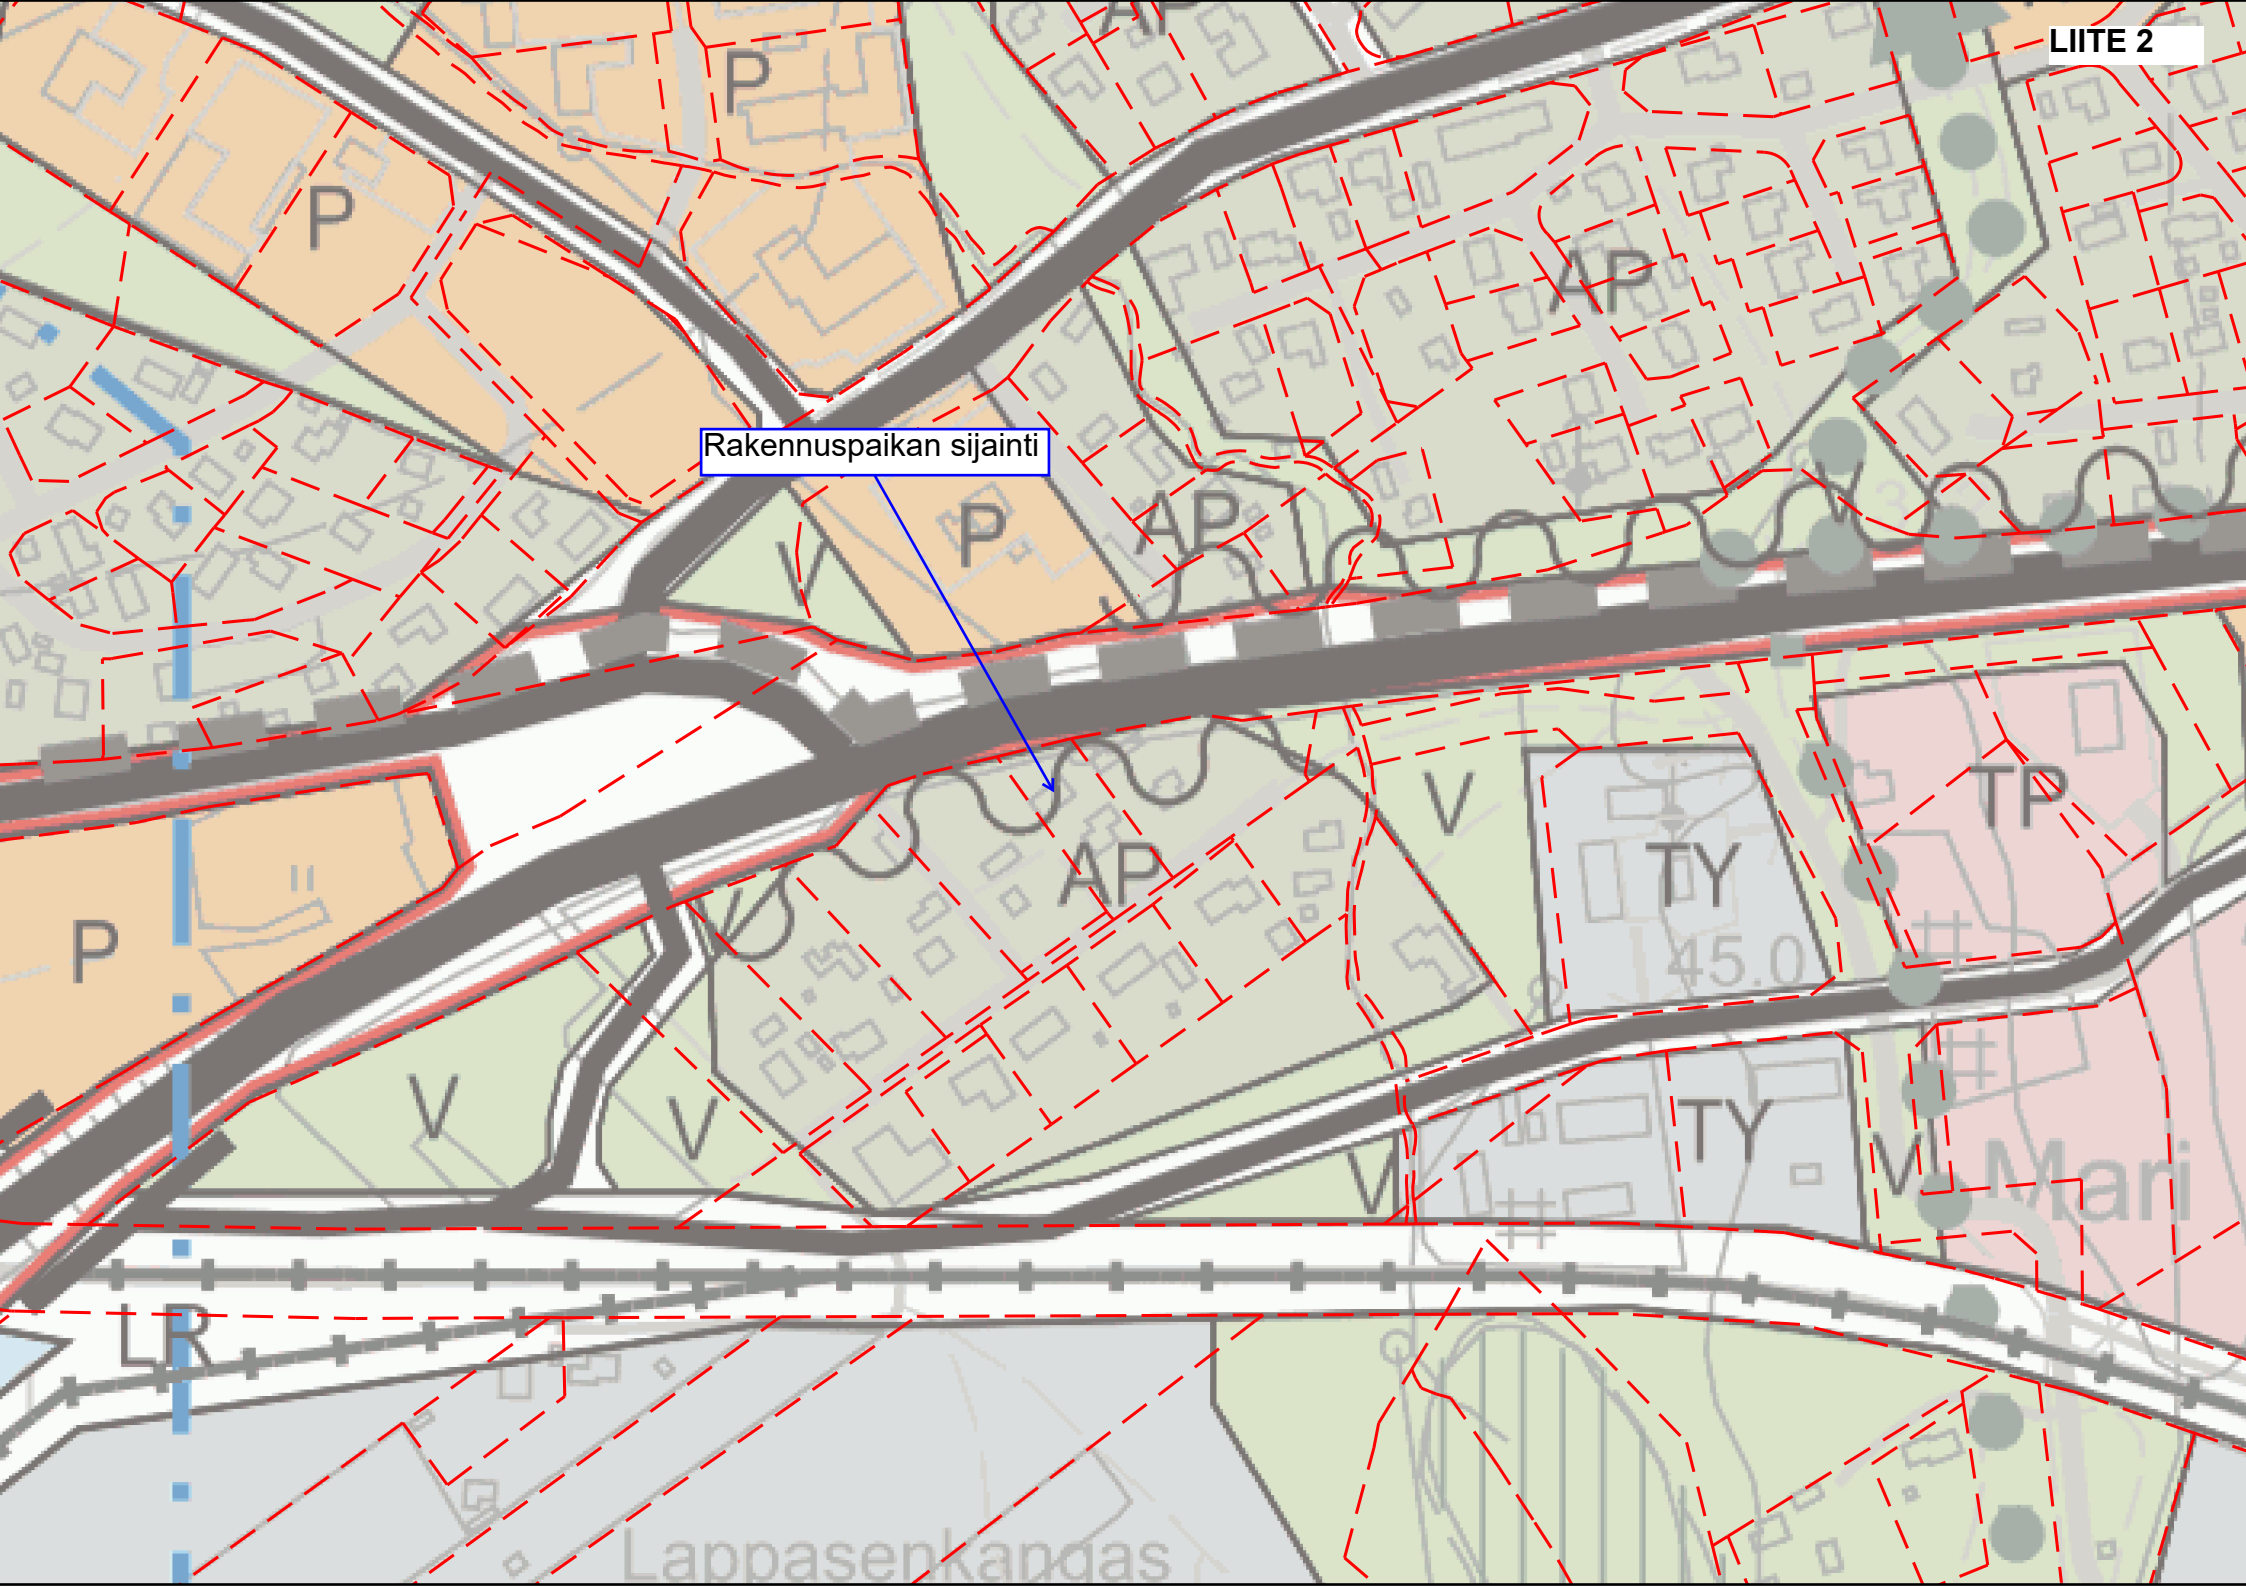 AP
LIITE 2
P
P
AP
Rakennuspaikan sijainti
V
AP
P
V
TP
V
AP
TY
V
P
45.0
V
V
TY
V
V
Mari
LR
Lappasenkangas